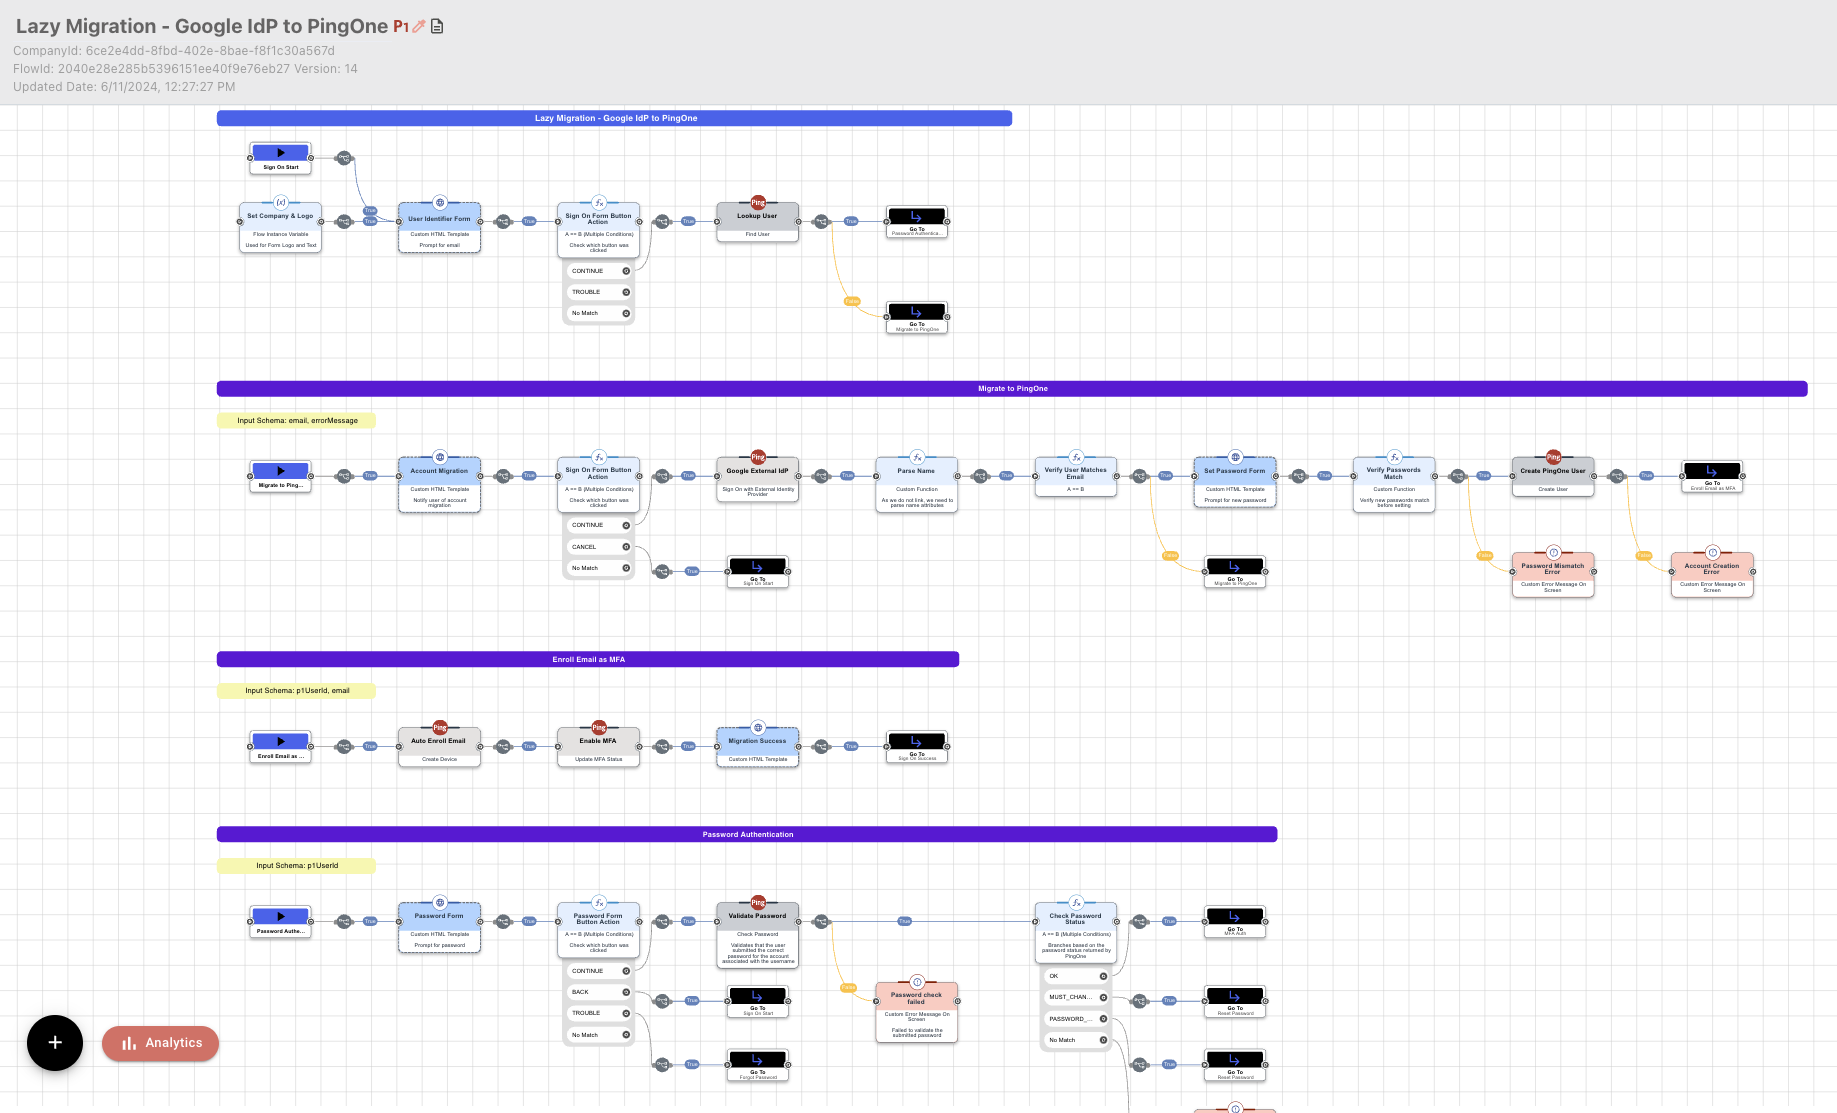 Lazy Migration - Google IdP to PingOne P1
CompanyId: 6ce2e4dd-8fbd-402e-8bae-f8f1c30a567d
FlowId: 2040e28e285b5396151ee40f9e76eb27 Version: 14
Updated Date: 6/11/2024, 12:27:27 PM
Lazy Migration - Google IdP to PingOne
Sign On Start
Set Company & Logo
Flow Instance Variable
Used for Form Logo and Text
True
True
User Identifier Form
Custom HTML Template
Prompt for email
True
Sign On Form Button
Action
A == B (Multiple Conditions)
Check which button was
clicked
CONTINUE
TROUBLE
No Match
True
Ping
Lookup User
Find User
True
Go To
Password Authentica...
False
Go To
Migrate to PingOne
Migrate to PingOne
Input Schema: email, errorMessage
Migrate to Ping...
True
Account Migration
Custom HTML Template
Notify user of account
migration
True
Sign On Form Button
Action
A == B (Multiple Conditions)
Check which button was
clicked
CONTINUE
CANCEL
No Match
True
Go To
Sign On Start
True
Ping
Google External IdP
Sign On with External Identity
Provider
True
Parse Name
Custom Function
As we do not link, we need to
parse name attributes
True
Verify User Matches
Email
A == B
True
False
Go To
Migrate to PingOne
Set Password Form
Custom HTML Template
Prompt for new password
True
Verify Passwords
Match
Custom Function
Verify new passwords match
before setting
True
False
Password Mismatch
Error
Custom Error Message On
Screen
Ping
Create PingOne User
Create User
True
False
Account Creation
Error
Custom Error Message On
Screen
Go To
Enroll Email as MFA
Enroll Email as MFA
Input Schema: p1UserId, email
Enroll Email as ...
True
Ping
Auto Enroll Email
Create Device
True
Ping
Enable MFA
Update MFA Status
True
Migration Success
Custom HTML Template
True
Go To
Sign On Success
Password Authentication
Input Schema: p1UserId
Password Authe...
True
Password Form
Custom HTML Template
Prompt for password
True
Password Form
Button Action
A == B (Multiple Conditions)
Check which button was
clicked
CONTINUE
BACK
TROUBLE
No Match
True
Go To
Sign On Start
True
Go To
Forgot Password
True
Ping
Validate Password
Check Password
Validates that the user
submitted the correct
password for the account
associated with the username
True
False
Password check
failed
Custom Error Message On
Screen
Failed to validate the
submitted password
Check Password
Status
A == B (Multiple Conditions)
Branches based on the
password status returned by
PingOne
OK
MUST_CHAN...
PASSWORD_...
No Match
True
Go To
MFA Auth
True
Go To
Reset Password
True
Go To
Reset Password
+
Analytics